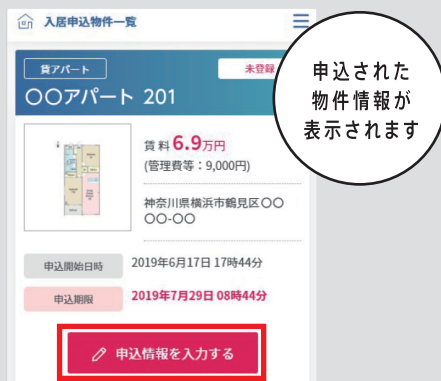 入居申込物件一覧
賃アパート
未登録
〇〇アパート 201
申込された
物件情報が
表示されます
賃料6.9万円
(管理費等：9,000円)
神奈川県横浜市鶴見区〇〇
〇〇-〇〇
申込開始日時 2019年6月17日 17時44分
申込期限 2019年7月29日 08時44分
申込情報を入力する